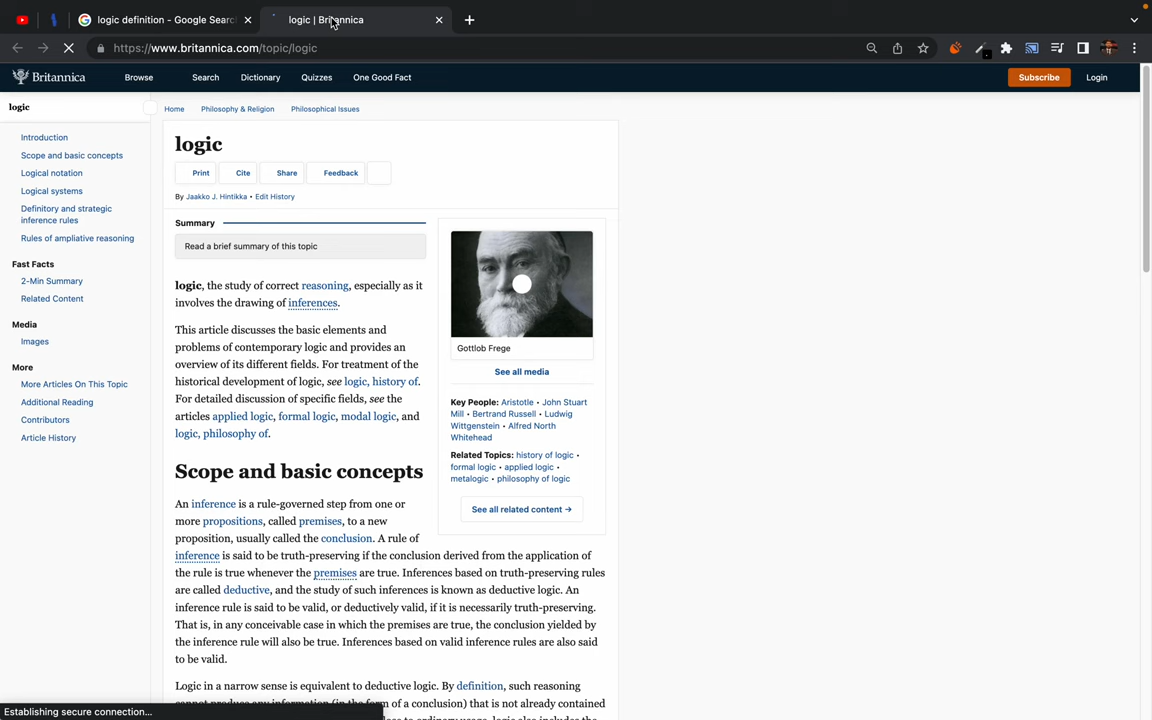 logic definition - Google Searc
logic | Britannica
https://www.britannica.com/topic/logic
Britannica
Browse
Search
Dictionary
Quizzes
One Good Fact
Subscribe
Login
logic
Introduction
Scope and basic concepts
Logical notation
Logical systems
Definitory and strategic
inference rules
Rules of ampliative reasoning
Fast Facts
2-Min Summary
Related Content
Media
Images
More
More Articles On This Topic
Additional Reading
Contributors
Article History
Home
Philosophy & Religion
Philosophical Issues
logic
Print
Cite
Share
Feedback
By Jaakko J. Hintikka • Edit History
Summary
Read a brief summary of this topic
logic, the study of correct reasoning, especially as it
involves the drawing of inferences.
This article discusses the basic elements and
problems of contemporary logic and provides an
overview of its different fields. For treatment of the
historical development of logic, see logic, history of.
For detailed discussion of specific fields, see the
articles applied logic, formal logic, modal logic, and
logic, philosophy of.
Gottlob Frege
See all media
Key People: Aristotle • John Stuart
Mill • Bertrand Russell • Ludwig
Wittgenstein • Alfred North
Whitehead
Related Topics: history of logic •
formal logic • applied logic •
metalogic • philosophy of logic
See all related content →
Scope and basic concepts
An inference is a rule-governed step from one or
more propositions, called premises, to a new
proposition, usually called the conclusion. A rule of
inference is said to be truth-preserving if the conclusion derived from the application of
the rule is true whenever the premises are true. Inferences based on truth-preserving rules
are called deductive, and the study of such inferences is known as deductive logic. An
inference rule is said to be valid, or deductively valid, if it is necessarily truth-preserving.
That is, in any conceivable case in which the premises are true, the conclusion yielded by
the inference rule will also be true. Inferences based on valid inference rules are also said
to be valid.
Logic in a narrow sense is equivalent to deductive logic. By definition, such reasoning
cannot produce any information (in the form of a conclusion) that is not already contained
Establishing secure connection...